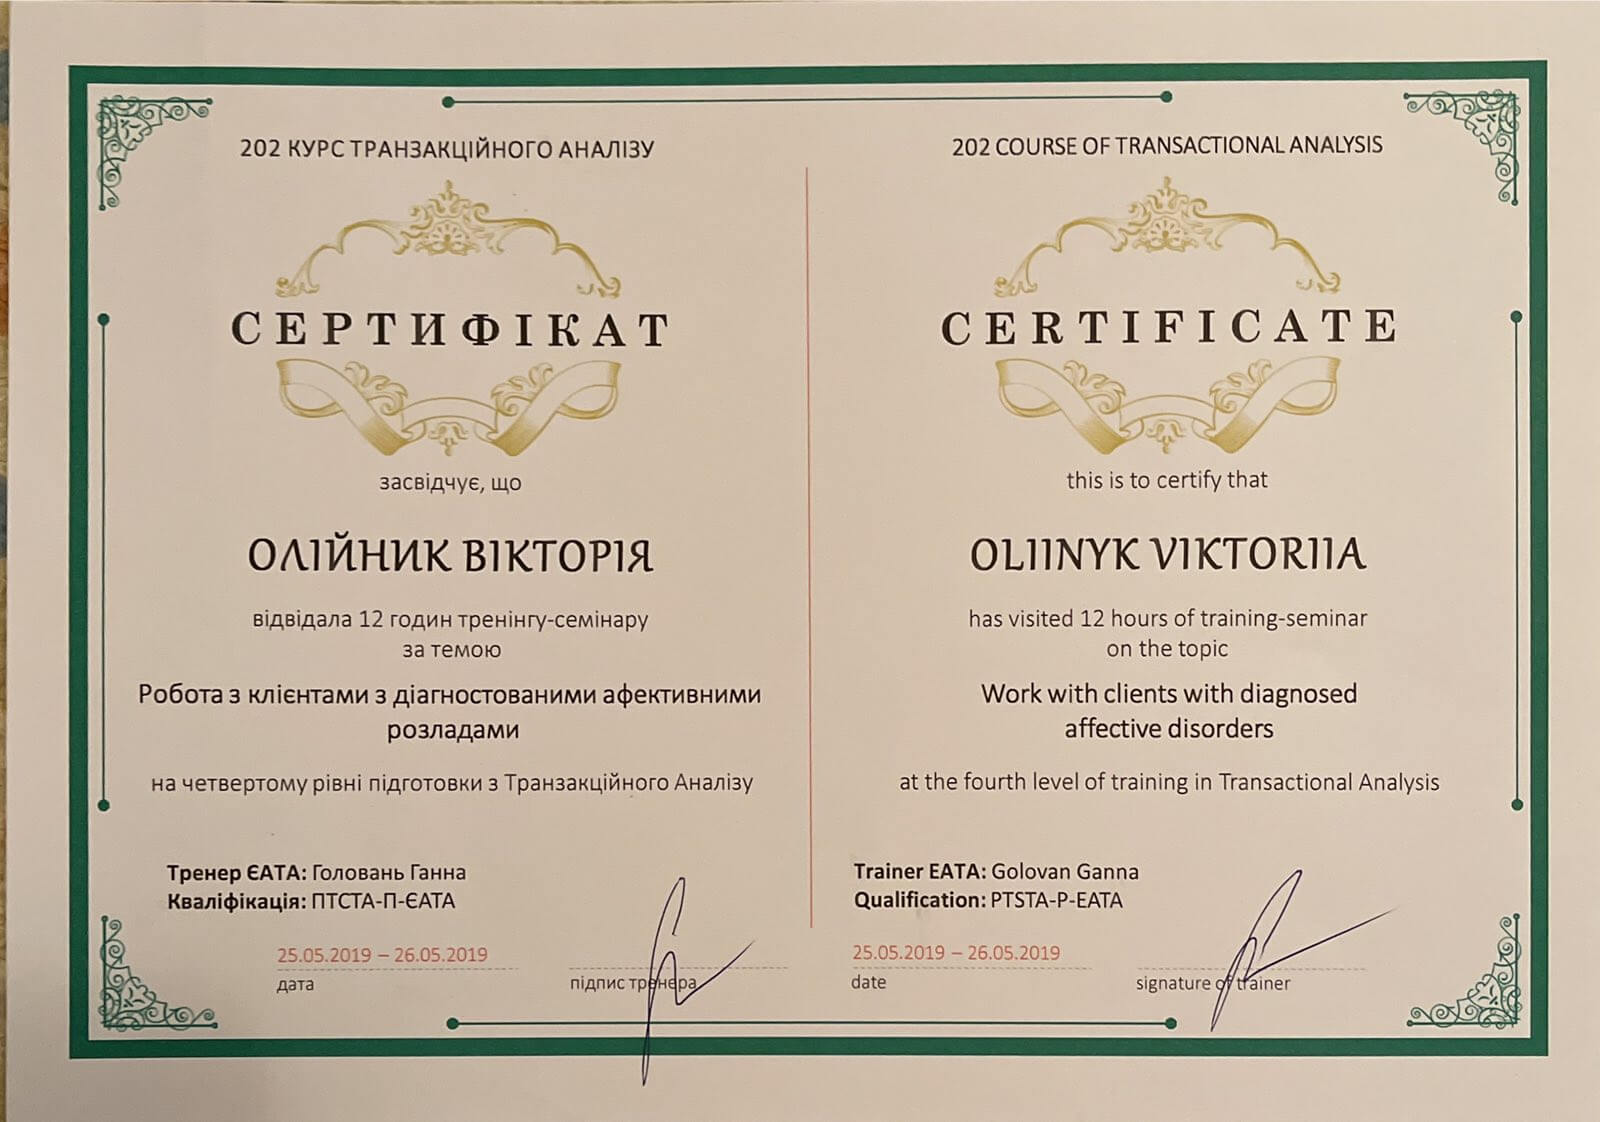 202 КУРС ТРАНЗАКЦІЙНОГО АНАЛІЗУ
СЕРТИФІКАТ
засвідчує, що
ОЛІЙНИК ВІКТОРІЯ
відвідала 12 годин тренінгу-семінару
за темою
Робота з клієнтами з діагностованими афективними
розладами
на четвертому рівні підготовки з Транзакційного Аналізу
Тренер ЄАТА: Головань Ганна
Кваліфікація: ПТСТА-П-ЄАТА
25.05.2019 – 26.05.2019
дата
підпис тренера
202 COURSE OF TRANSACTIONAL ANALYSIS
CERTIFICATE
this is to certify that
OLIINYK VIKTORIIA
has visited 12 hours of training-seminar
on the topic
Work with clients with diagnosed
affective disorders
at the fourth level of training in Transactional Analysis
Trainer EATA: Golovan Ganna
Qualification: PTSTA-P-EATA
25.05.2019 – 26.05.2019
date
signature of trainer